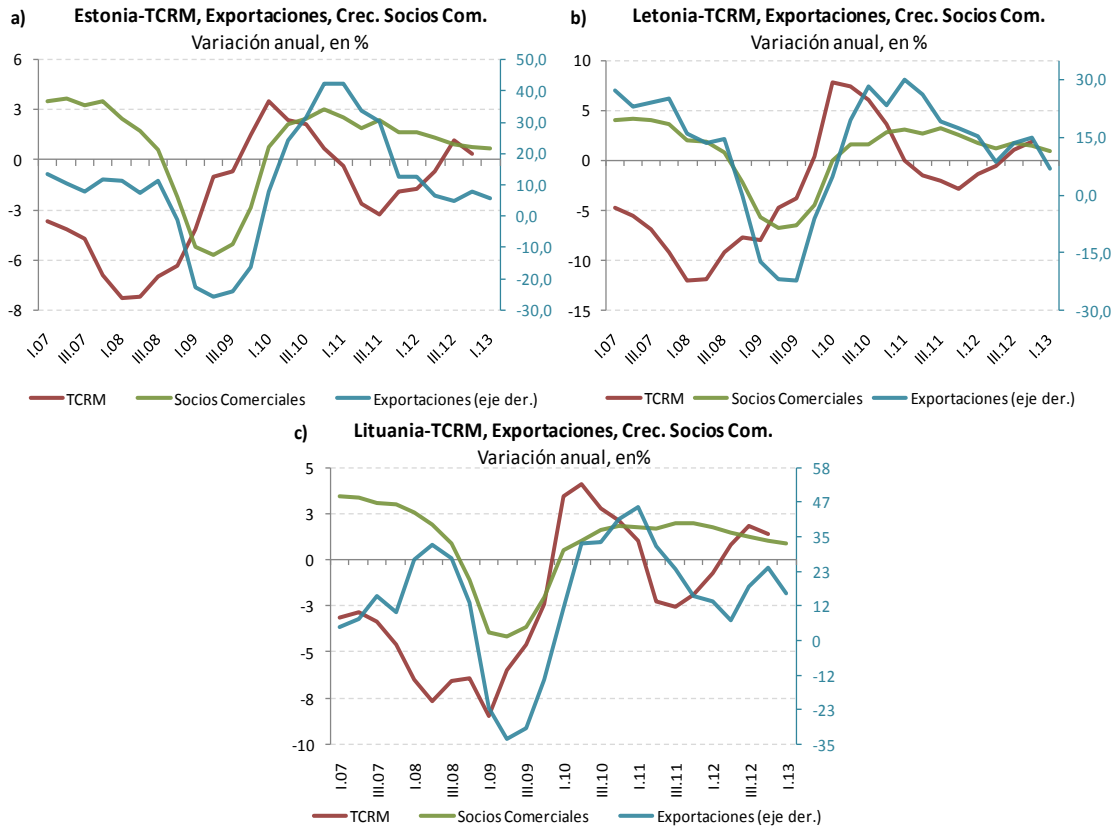 a) Estonia-TCRM, Exportaciones, Crec. Socios Com.
Variación anual, en %
6
3
0
-3
-6
-8
50,0
40,0
30,0
20,0
10,0
0,0
-10,0
-20,0
-30,0
I.07
III.07
I.08
III.08
I.09
III.09
I.10
III.10
I.11
III.11
I.12
III.12
I.13
TCRM Socios Comerciales Exportaciones (eje der.)
b) Letonia-TCRM, Exportaciones, Crec. Socios Com.
Variación anual, en %
10
5
0
-5
-10
-15
30,0
15,0
0,0
-15,0
-30,0
I.07
III.07
I.08
III.08
I.09
III.09
I.10
III.10
I.11
III.11
I.12
III.12
I.13
TCRM Socios Comerciales Exportaciones (eje der.)
c) Lituania-TCRM, Exportaciones, Crec. Socios Com.
Variación anual, en%
5
3
0
-3
-5
-8
-10
58
47
35
23
12
0
-12
-23
-35
I.07
III.07
I.08
III.08
I.09
III.09
I.10
III.10
I.11
III.11
I.12
III.12
I.13
TCRM Socios Comerciales Exportaciones (eje der.)